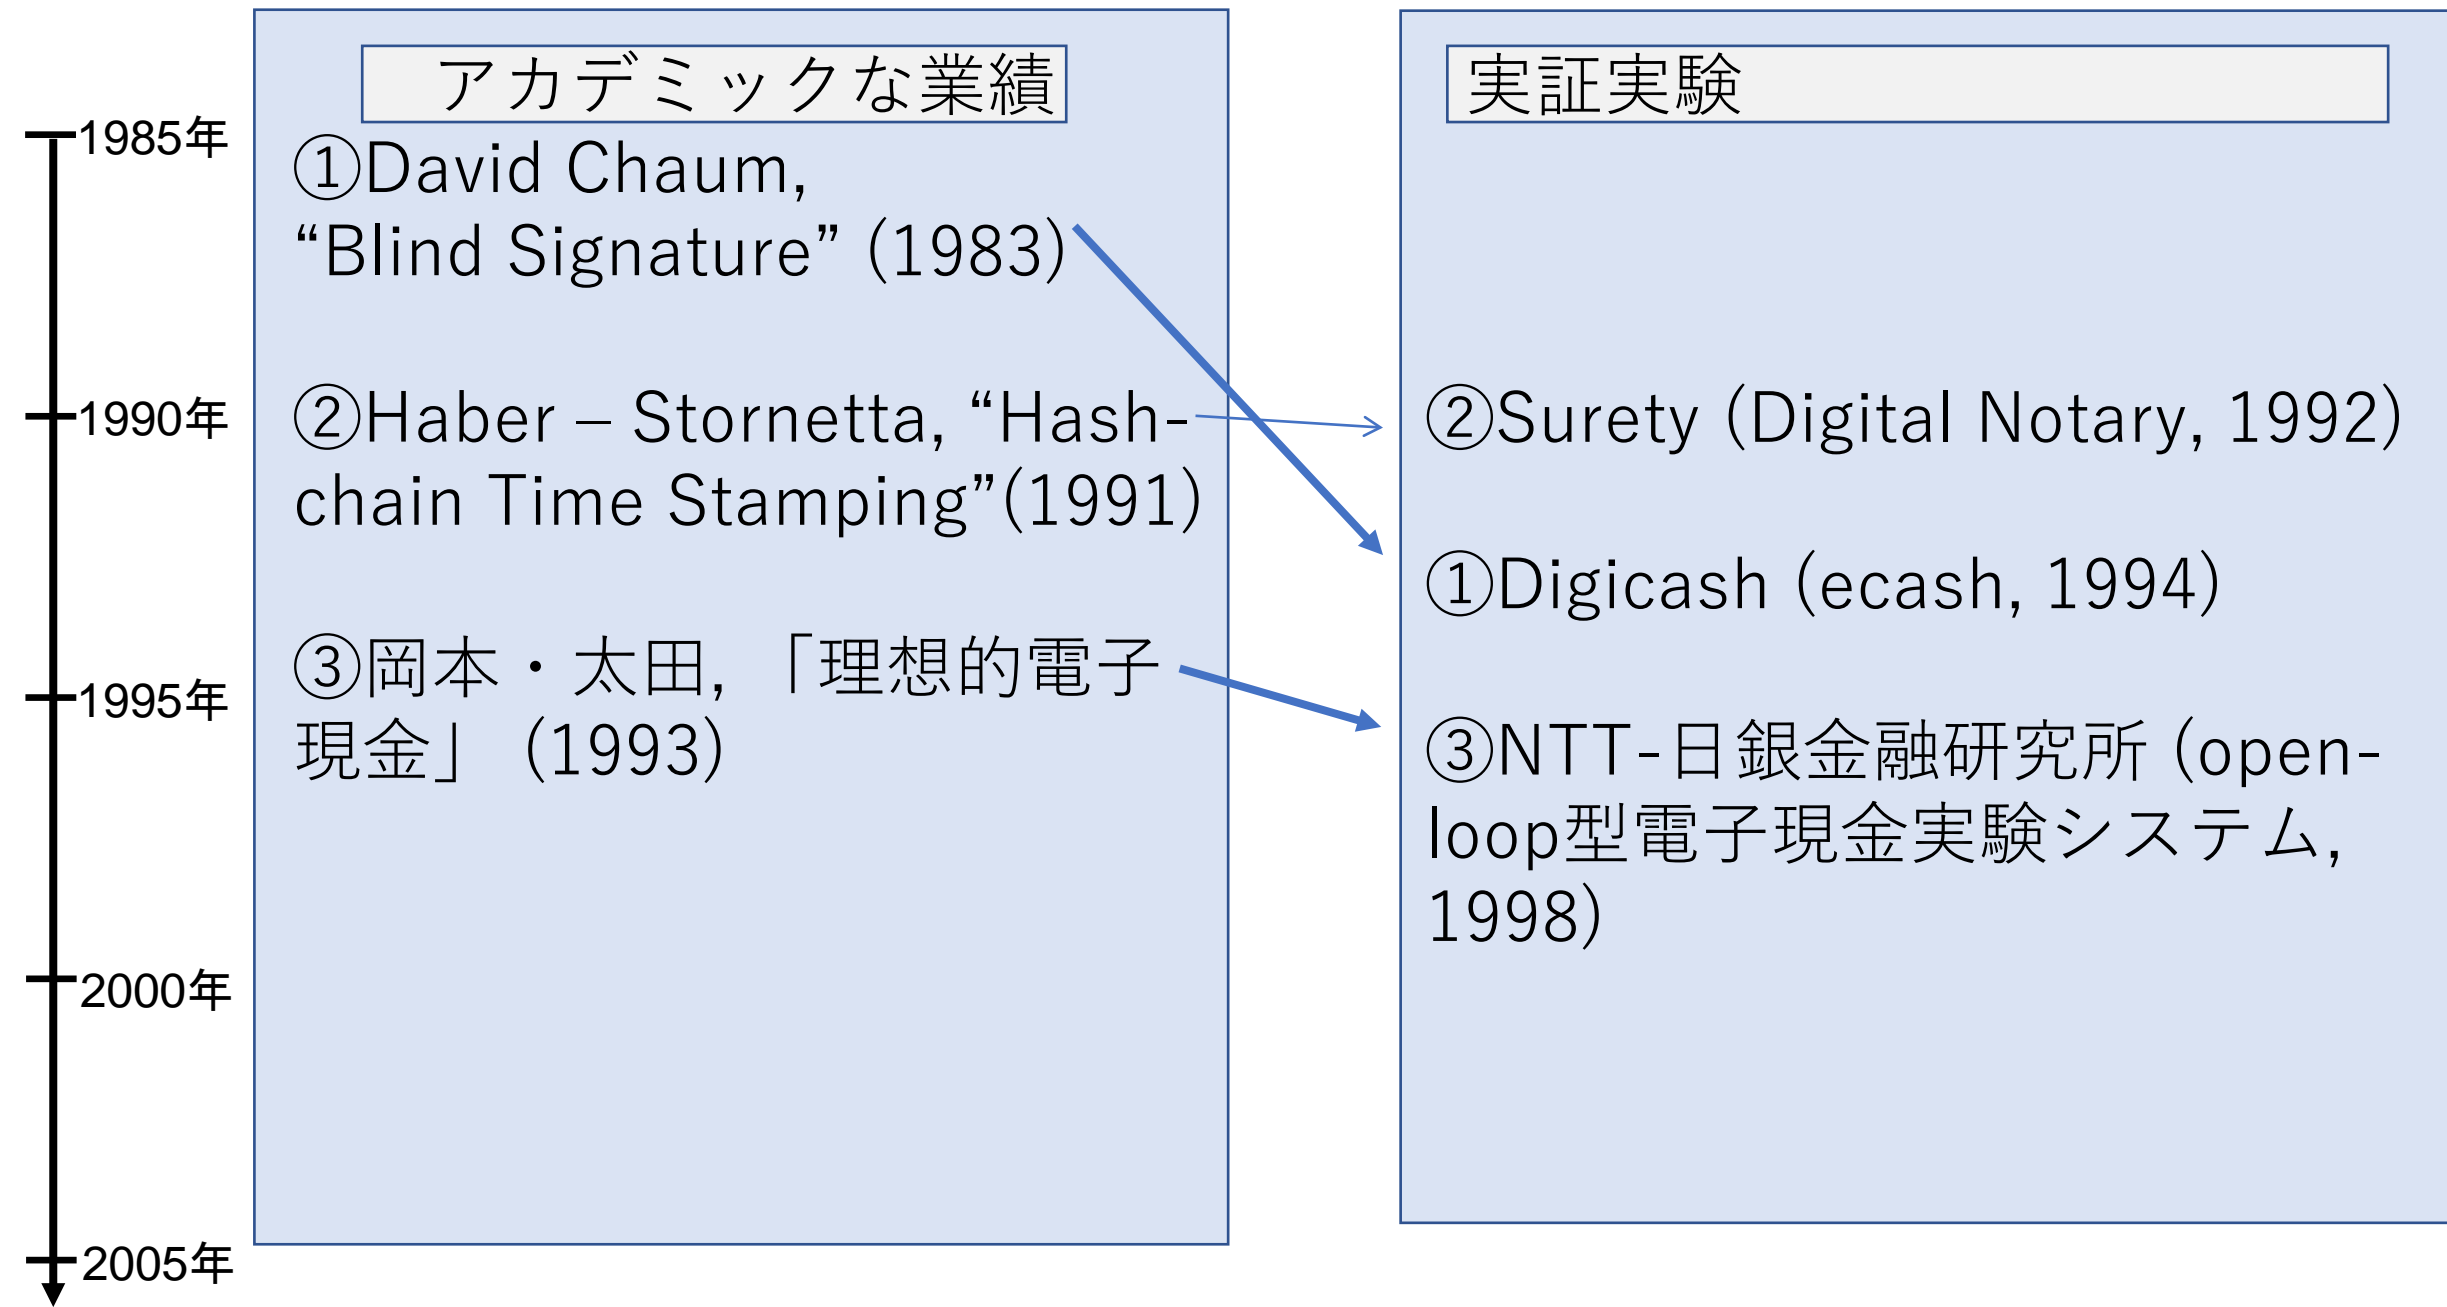 1985年
1990年
1995年
2000年
2005年
アカデミックな業績
①David Chaum,
“Blind Signature” (1983)
②Haber – Stornetta, “Hash-
chain Time Stamping”(1991)
③岡本・太田, 「理想的電子
現金」 (1993)
実証実験
②Surety (Digital Notary, 1992)
①Digicash (ecash, 1994)
③NTT-日銀金融研究所 (open-
loop型電子現金実験システム,
1998)